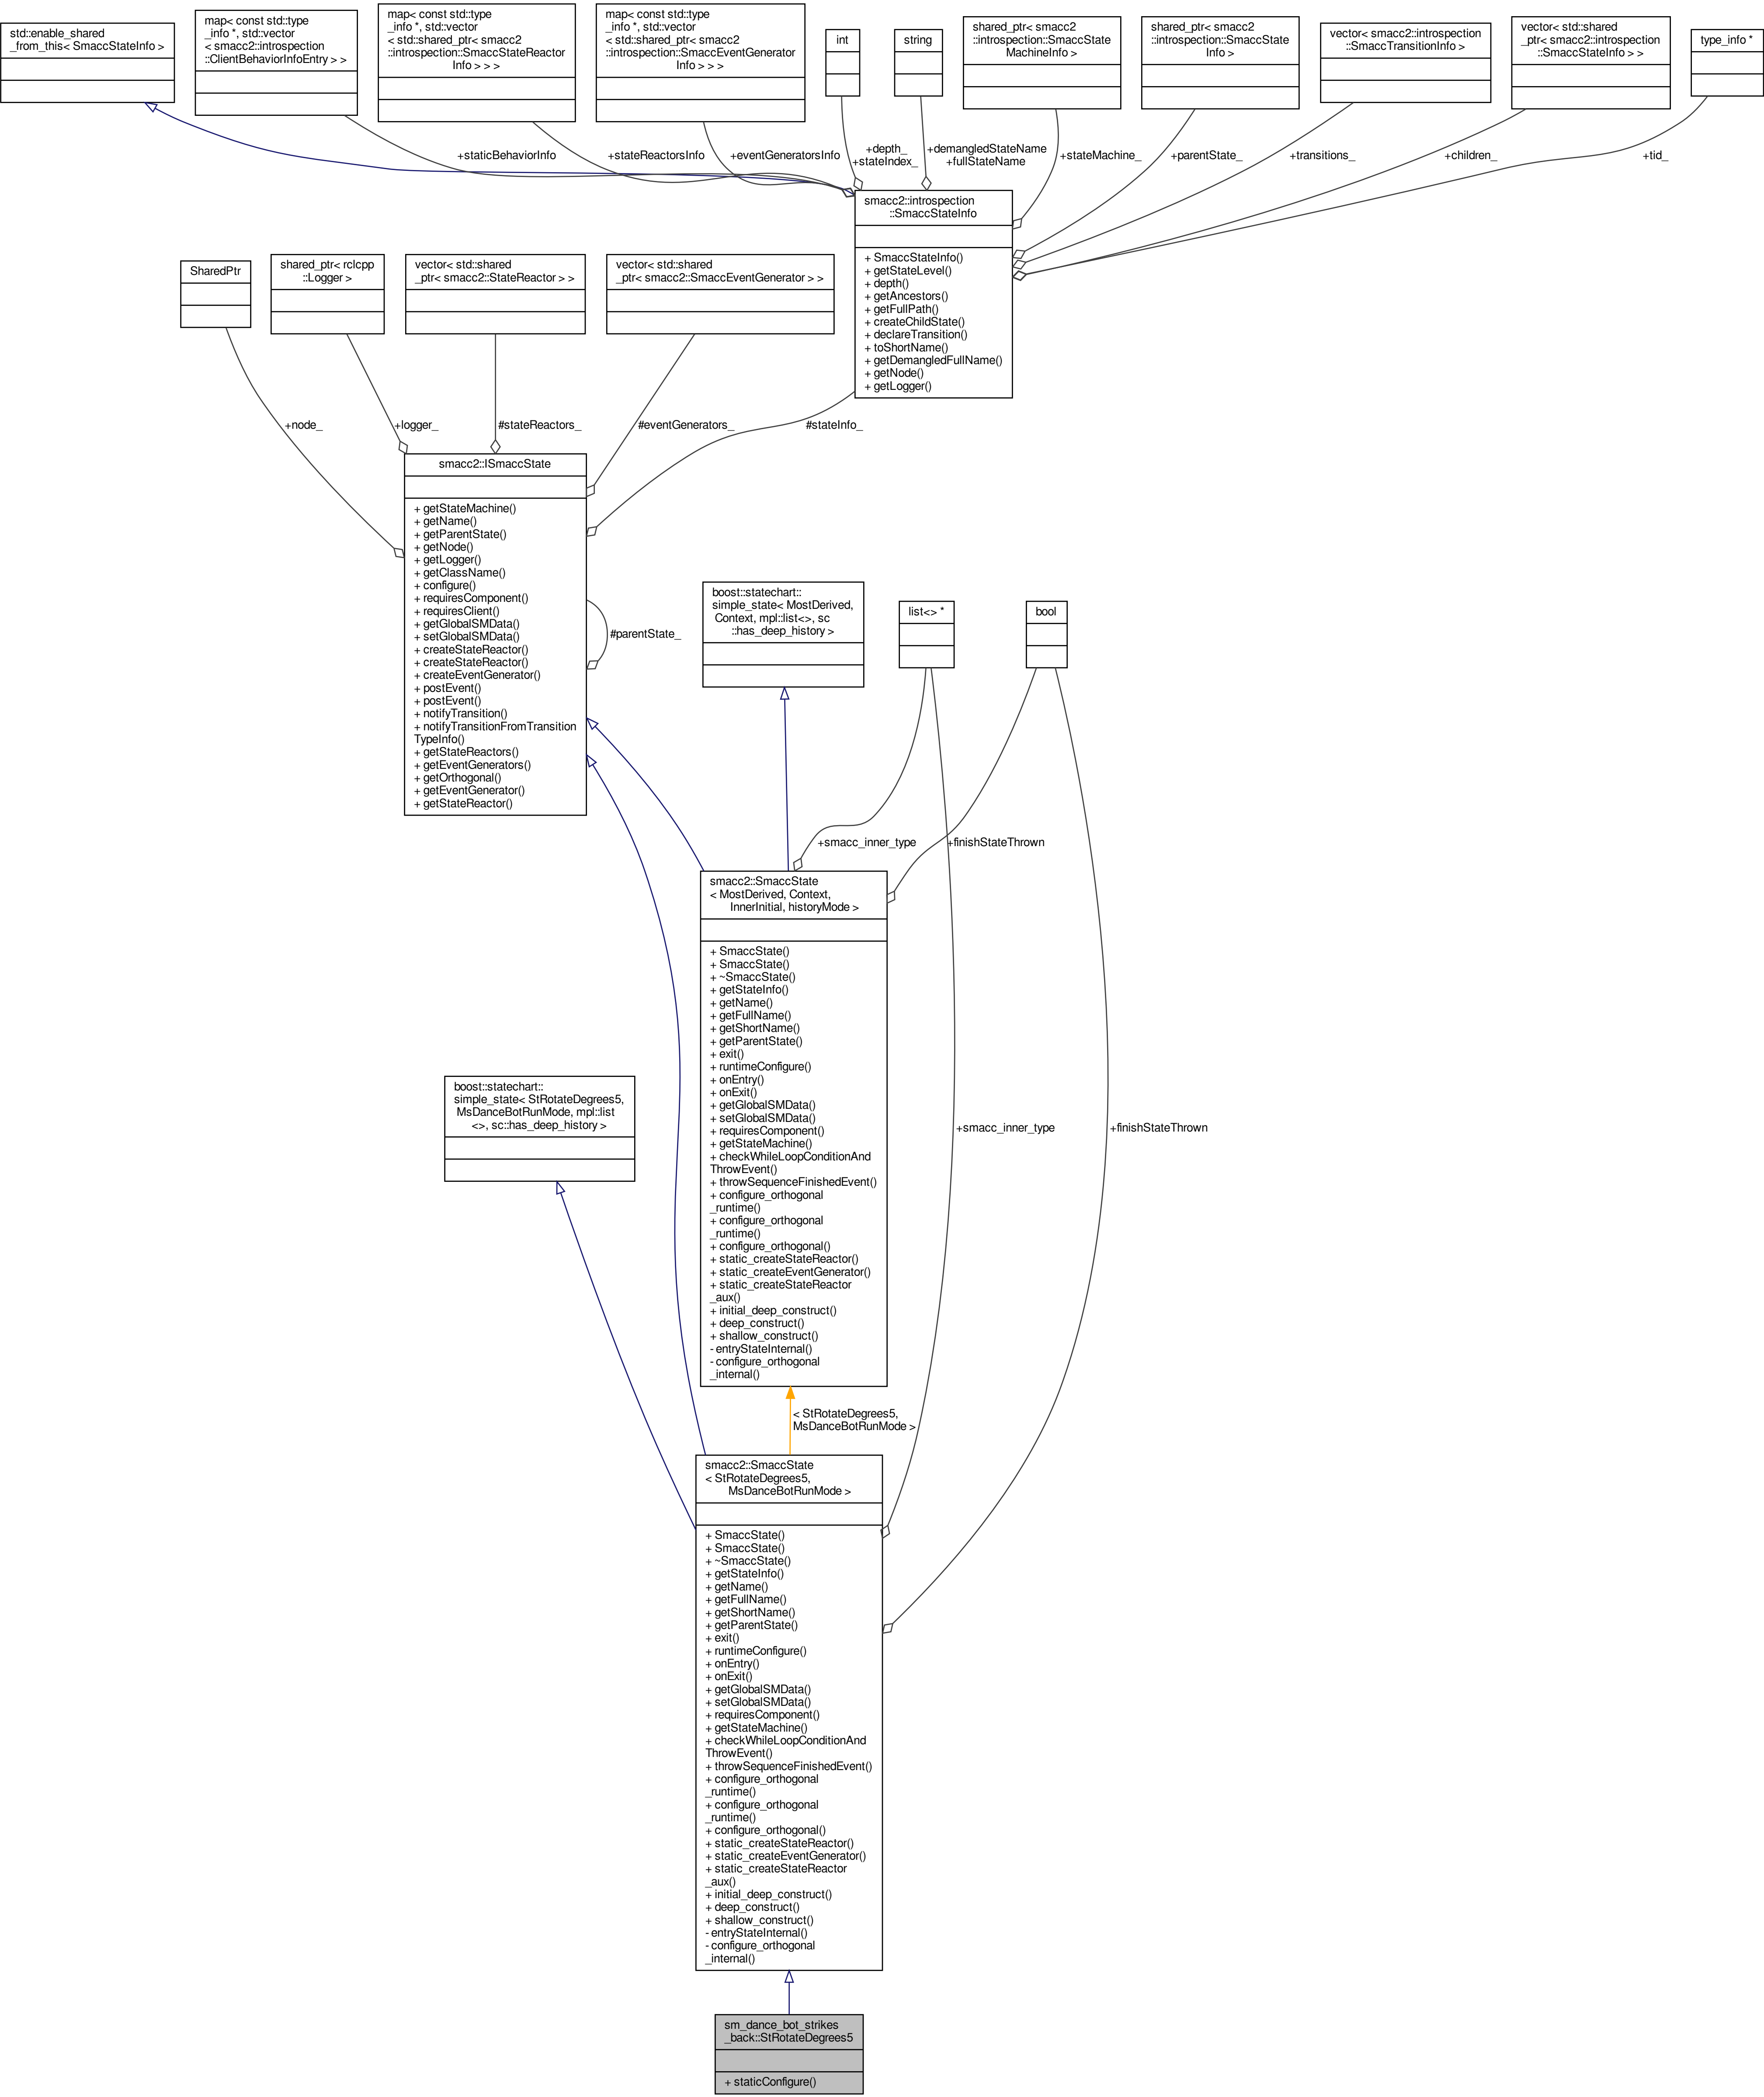 std::enable_shared
_from_this< SmaccStateInfo >
map< const std::type
_info *, std::vector
< smacc2::introspection
::ClientBehaviorInfoEntry > >
map< const std::type
_info *, std::vector
< std::shared_ptr< smacc2
::introspection::SmaccStateReactor
Info > > >
map< const std::type
_info *, std::vector
< std::shared_ptr< smacc2
::introspection::SmaccEventGenerator
Info > > >
int
string
shared_ptr< smacc2
::introspection::SmaccState
MachineInfo >
shared_ptr< smacc2
::introspection::SmaccState
Info >
vector< smacc2::introspection
::SmaccTransitionInfo >
vector< std::shared
_ptr< smacc2::introspection
::SmaccStateInfo > >
type_info *
+staticBehaviorInfo
+stateReactorsInfo
+eventGeneratorsInfo
+depth_
+stateIndex_
+demangledStateName
+fullStateName
+stateMachine_
+parentState_
+transitions_
+children_
+tid_
smacc2::introspection
::SmaccStateInfo
+ SmaccStateInfo()
+ getStateLevel()
+ depth()
+ getAncestors()
+ getFullPath()
+ createChildState()
+ declareTransition()
+ toShortName()
+ getDemangledFullName()
+ getNode()
+ getLogger()
SharedPtr
shared_ptr< rclcpp
::Logger >
vector< std::shared
_ptr< smacc2::StateReactor > >
vector< std::shared
_ptr< smacc2::SmaccEventGenerator > >
+node_
+logger_
#stateReactors_
#eventGenerators_
#stateInfo_
smacc2::ISmaccState
+ getStateMachine()
+ getName()
+ getParentState()
+ getNode()
+ getLogger()
+ getClassName()
+ configure()
+ requiresComponent()
+ requiresClient()
+ getGlobalSMData()
+ setGlobalSMData()
+ createStateReactor()
+ createStateReactor()
+ createEventGenerator()
+ postEvent()
+ postEvent()
+ notifyTransition()
+ notifyTransitionFromTransition
TypeInfo()
+ getStateReactors()
+ getEventGenerators()
+ getOrthogonal()
+ getEventGenerator()
+ getStateReactor()
#parentState_
boost::statechart::
simple_state< MostDerived,
Context, mpl::list<>, sc
::has_deep_history >
list<> *
bool
+smacc_inner_type
+finishStateThrown
smacc2::SmaccState
< MostDerived, Context,
InnerInitial, historyMode >
+ SmaccState()
+ SmaccState()
+ ~SmaccState()
+ getStateInfo()
+ getName()
+ getFullName()
+ getShortName()
+ getParentState()
+ exit()
+ runtimeConfigure()
+ onEntry()
+ onExit()
+ getGlobalSMData()
+ setGlobalSMData()
+ requiresComponent()
+ getStateMachine()
+ checkWhileLoopConditionAnd
ThrowEvent()
+ throwSequenceFinishedEvent()
+ configure_orthogonal
_runtime()
+ configure_orthogonal
_runtime()
+ configure_orthogonal()
+ static_createStateReactor()
+ static_createEventGenerator()
+ static_createStateReactor
_aux()
+ initial_deep_construct()
+ deep_construct()
+ shallow_construct()
- entryStateInternal()
- configure_orthogonal
_internal()
boost::statechart::
simple_state< StRotateDegrees5,
MsDanceBotRunMode, mpl::list
<>, sc::has_deep_history >
+smacc_inner_type
+finishStateThrown
< StRotateDegrees5,
MsDanceBotRunMode >
smacc2::SmaccState
< StRotateDegrees5,
MsDanceBotRunMode >
+ SmaccState()
+ SmaccState()
+ ~SmaccState()
+ getStateInfo()
+ getName()
+ getFullName()
+ getShortName()
+ getParentState()
+ exit()
+ runtimeConfigure()
+ onEntry()
+ onExit()
+ getGlobalSMData()
+ setGlobalSMData()
+ requiresComponent()
+ getStateMachine()
+ checkWhileLoopConditionAnd
ThrowEvent()
+ throwSequenceFinishedEvent()
+ configure_orthogonal
_runtime()
+ configure_orthogonal
_runtime()
+ configure_orthogonal()
+ static_createStateReactor()
+ static_createEventGenerator()
+ static_createStateReactor
_aux()
+ initial_deep_construct()
+ deep_construct()
+ shallow_construct()
- entryStateInternal()
- configure_orthogonal
_internal()
sm_dance_bot_strikes
_back::StRotateDegrees5
+ staticConfigure()